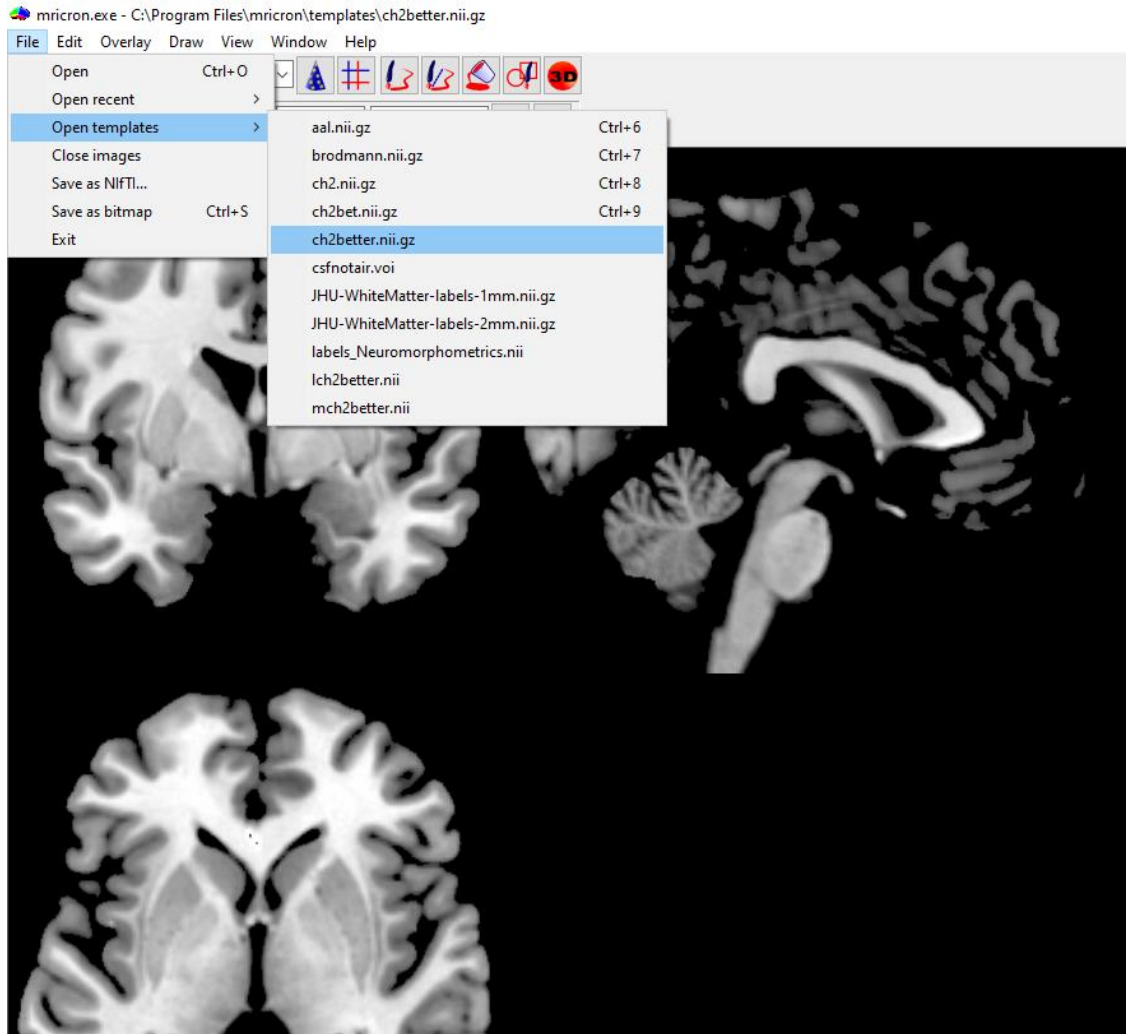 mricron.exe - C:\Program Files\mricron\templates\ch2better.nii.gz
File Edit Overlay Draw View Window Help
Open Ctrl+O
Open recent >
Open templates >
Close images
Save as NIfTI...
Save as bitmap Ctrl+S
Exit
3D
aal.nii.gz Ctrl+6
brodmann.nii.gz Ctrl+7
ch2.nii.gz Ctrl+8
ch2bet.nii.gz Ctrl+9
ch2better.nii.gz
csfnotair.voi
JHU-WhiteMatter-labels-1mm.nii.gz
JHU-WhiteMatter-labels-2mm.nii.gz
labels_Neuromorphometrics.nii
lch2better.nii
mch2better.nii